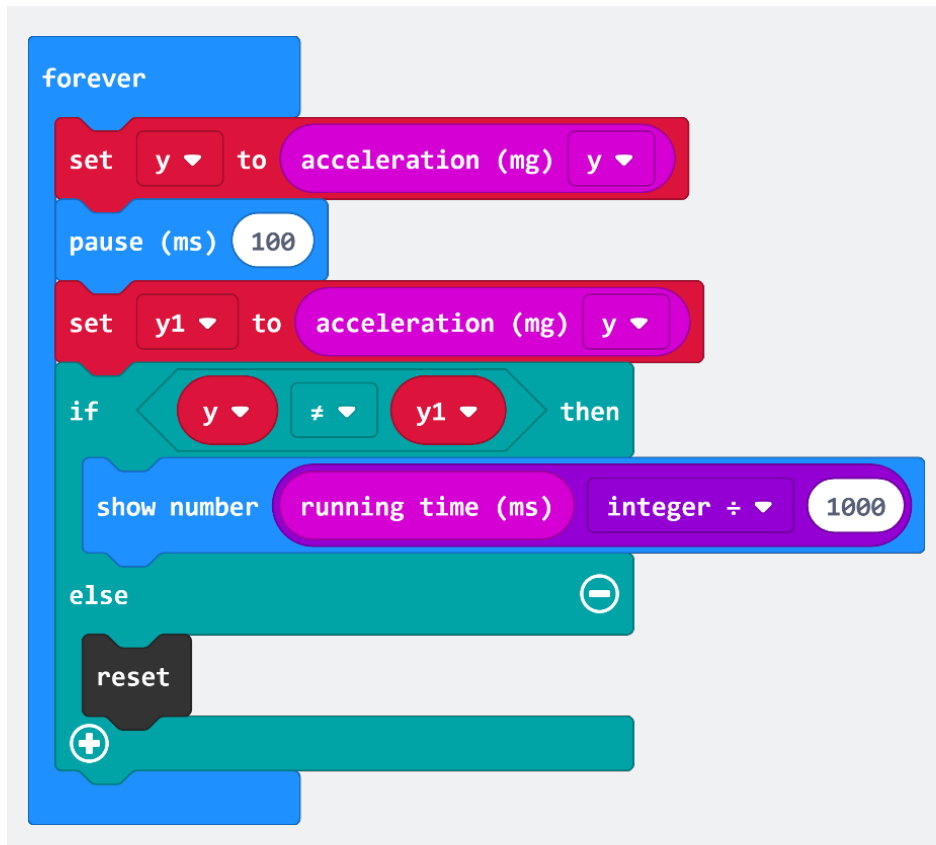 forever
set y to acceleration (mg) y
pause (ms) 100
set y1 to acceleration (mg) y
if y ≠ y1 then
show number running time (ms) integer ÷ 1000
else
reset